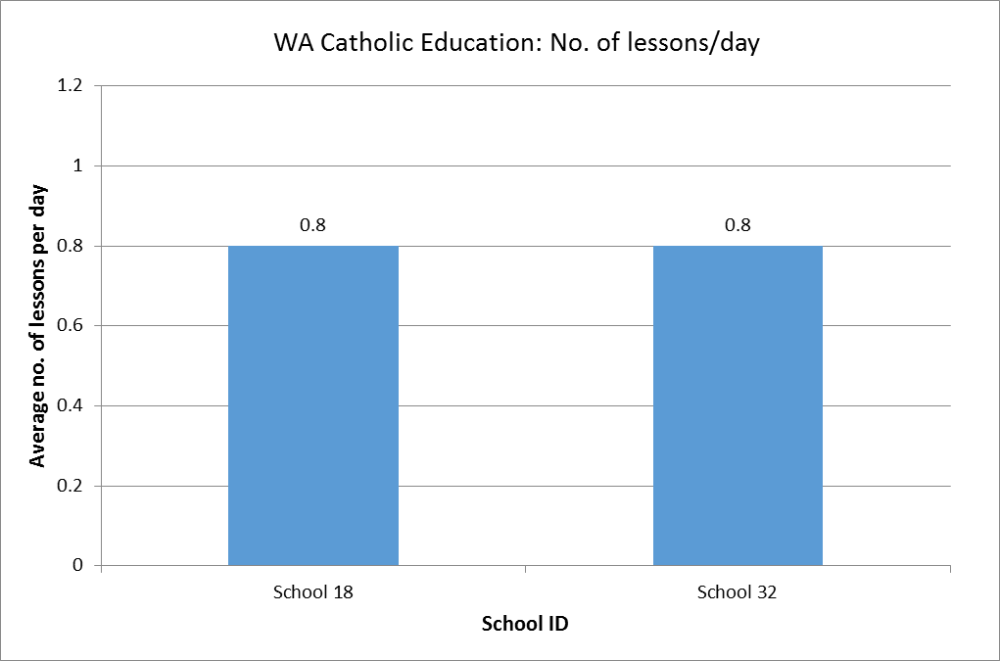 WA Catholic Education: No. of lessons/day
Average no. of lessons per day
1.2
1
0.8
0.6
0.4
0.2
0
0.8
0.8
School 18
School 32
School ID